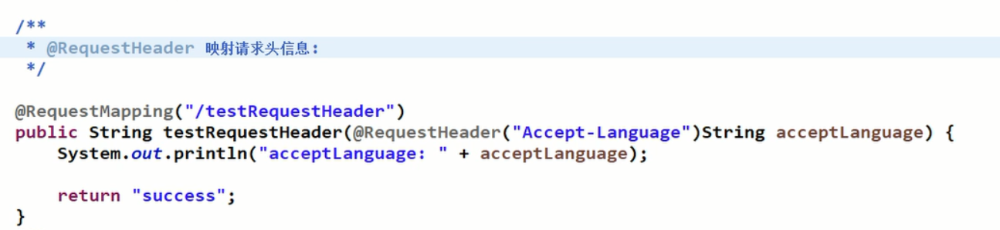 /**
 * @RequestHeader 映射请求头信息:
 */
@RequestMapping("/testRequestHeader")
public String testRequestHeader(@RequestHeader("Accept-Language")String acceptLanguage) {
    System.out.println("acceptLanguage: " + acceptLanguage);
    return "success";
}